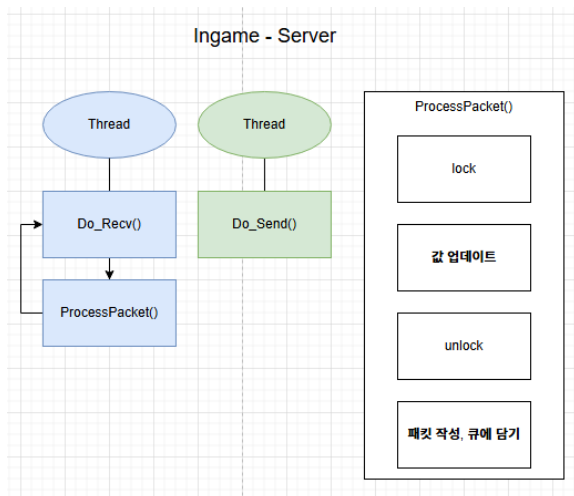 Ingame - Server
Thread
Thread
ProcessPacket()
lock
Do_Recv()
Do_Send()
값 업데이트
ProcessPacket()
unlock
패킷 작성, 큐에 담기